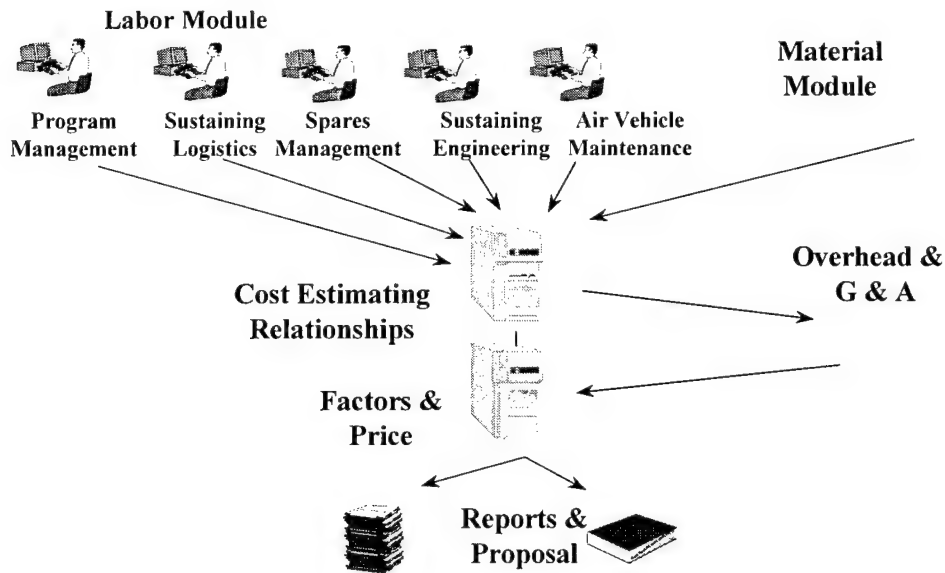 Labor Module
Material
Module
Program
Management
Sustaining
Logistics
Spares
Management
Sustaining
Engineering
Air Vehicle
Maintenance
Overhead &
G & A
Cost Estimating
Relationships
Factors &
Price
Reports &
Proposal